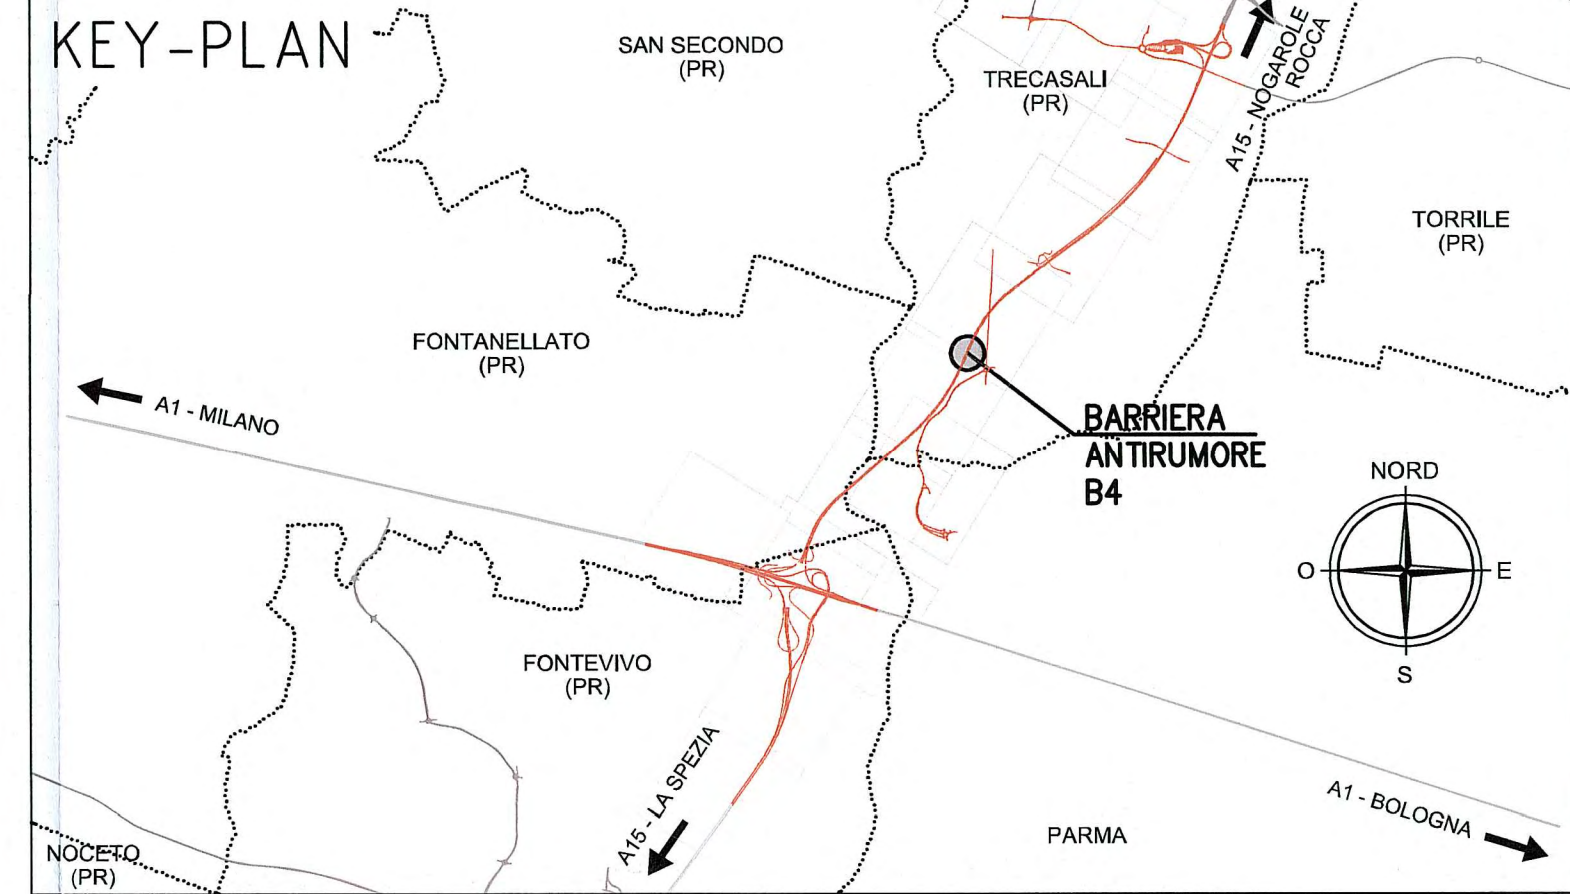 KEY-PLAN
SAN SECONDO
(PR)
TRECASALI
(PR)
A15 - NOGAROLE
ROCCA
TORRILE
(PR)
FONTANELLATO
(PR)
A1 - MILANO
BARRIERA
ANTIRUMORE
B4
NORD
O
E
S
FONTEVIVO
(PR)
A15 - LA SPEZIA
A1 - BOLOGNA
PARMA
NOCETO
(PR)